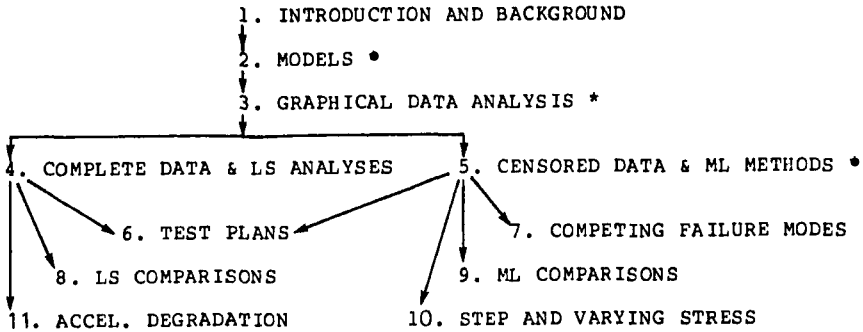 1. INTRODUCTION AND BACKGROUND
2. MODELS •
3. GRAPHICAL DATA ANALYSIS *
4. COMPLETE DATA & LS ANALYSES
5. CENSORED DATA & ML METHODS •
6. TEST PLANS
7. COMPETING FAILURE MODES
8. LS COMPARISONS
9. ML COMPARISONS
11. ACCEL. DEGRADATION
10. STEP AND VARYING STRESS